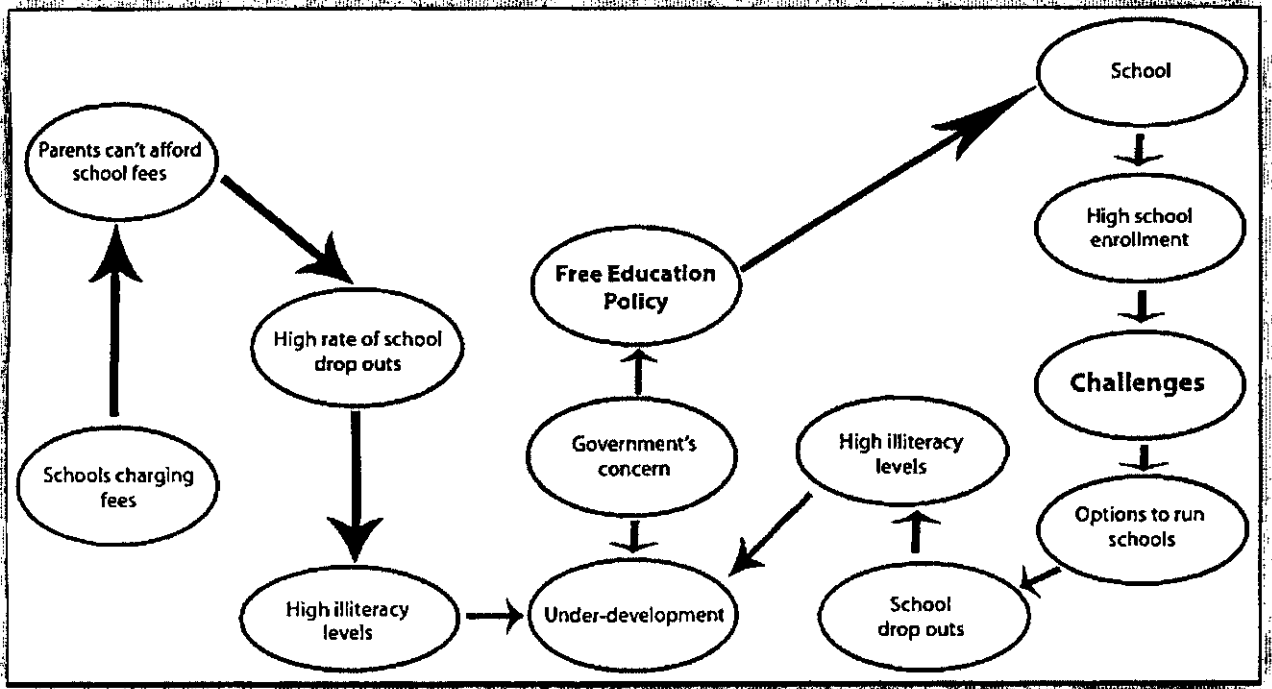 School
Parents can't afford
school fees
High school
enrollment
Free Education
Policy
High rate of school
drop outs
Challenges
Schools charging
fees
Government's
concern
High illiteracy
levels
Options to run
schools
High illiteracy
levels
Under-development
School
drop outs